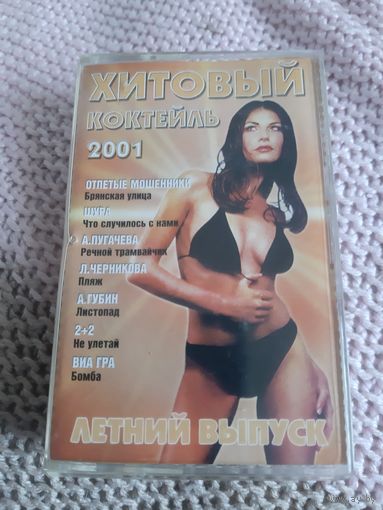 ХИТОВЫЙ
КОКТЕЙЛЬ
2001
ОТПЕТЫЕ МОШЕННИКИ
Брянская улица
ШУРА
Что случилось с нами
А.ПУГАЧЕВА
Речной трамвайчик
Л.ЧЕРНИКОВА
Пляж
А.ГУБИН
Листопад
2+2
Не улетай
ВИА ГРА
Бомба
ЛЕТНИЙ ВЫПУСК